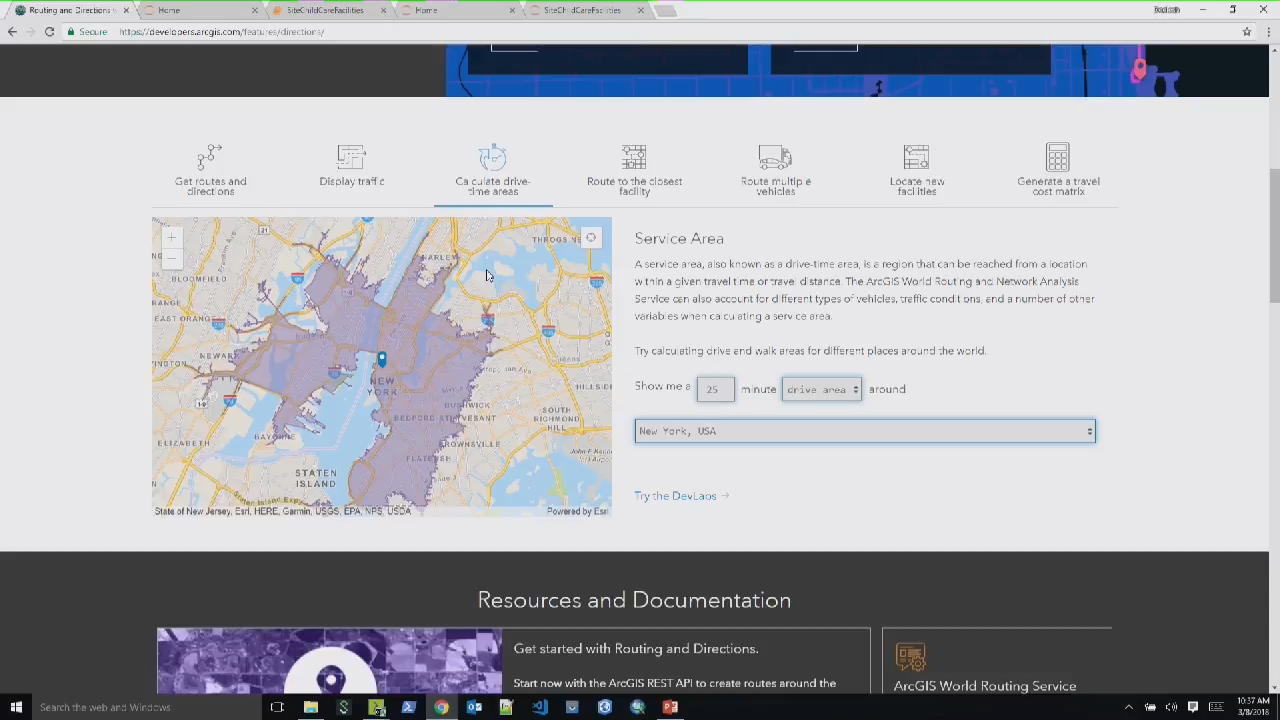 Routing and Directions
Home
SiteChildCareFacilities
Home
SiteChildCareFacilities
Secure
https://developers.arcgis.com/features/directions/
Get routes and directions
Display traffic
Calculate drive-time areas
Route to the closest facility
Route multiple vehicles
Locate new facilities
Generate a travel cost matrix
Service Area
A service area, also known as a drive-time area, is a region that can be reached from a location
within a given travel time or travel distance. The ArcGIS World Routing and Network Analysis
Service can also account for different types of vehicles, traffic conditions, and a number of other
variables when calculating a service area.
Try calculating drive and walk areas for different places around the world.
Show me a 25 minute drive area around
New York, USA
Try the DevLabs →
BLOOMFIELD
EAST ORANG
NEWARK
ELIZABETH
BAYONNE
STATEN
ISLAND
NEW
YORK
BUSHWICK
BROWNSVILLE
FLATBUSH
SOUTH
RICHMOND
HILL
HILLSIDE
State of New Jersey, Esri, HERE, Garmin, USGS, EPA, NPS, USDA
Powered by Esri
Resources and Documentation
Get started with Routing and Directions.
Start now with the ArcGIS REST API to create routes around the
ArcGIS World Routing Service
Search the web and Windows
10:37 AM
3/8/2018